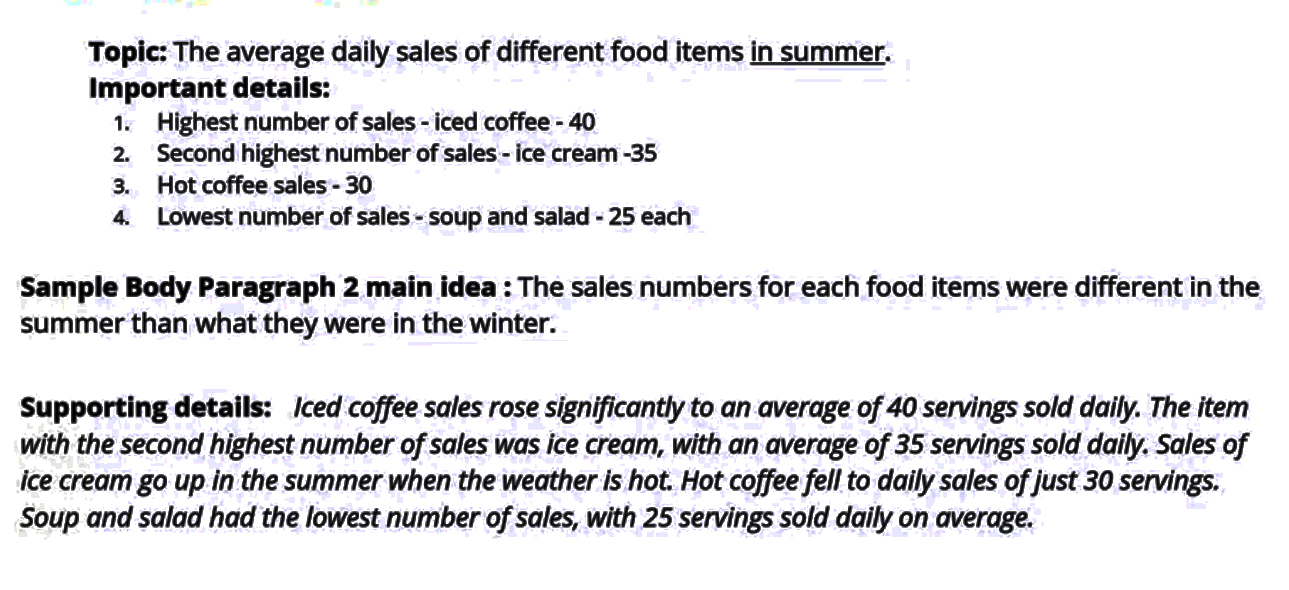 Topic: The average daily sales of different food items in summer.
Important details:
1. Highest number of sales - iced coffee - 40
2. Second highest number of sales - ice cream -35
3. Hot coffee sales - 30
4. Lowest number of sales - soup and salad - 25 each
Sample Body Paragraph 2 main idea : The sales numbers for each food items were different in the
summer than what they were in the winter.
Supporting details: Iced coffee sales rose significantly to an average of 40 servings sold daily. The item
with the second highest number of sales was ice cream, with an average of 35 servings sold daily. Sales of
ice cream go up in the summer when the weather is hot. Hot coffee fell to daily sales of just 30 servings.
Soup and salad had the lowest number of sales, with 25 servings sold daily on average.